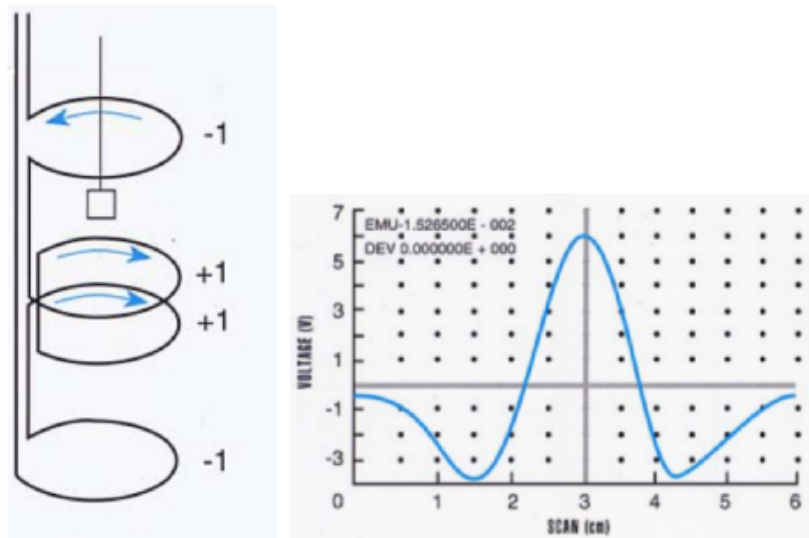 -1
+1
+1
-1
EMU-1.526500E - 002
DEV 0.000000E + 000
VOLTAGE (V)
7
5
3
1
-1
-3
0 1 2 3 4 5 6
SCAN (cm)